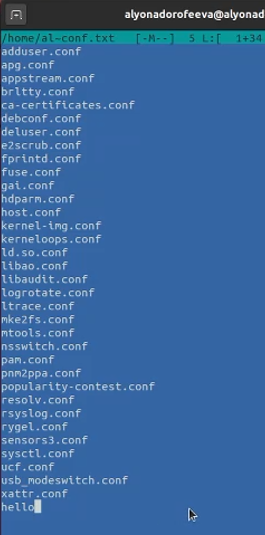 alyonadorofeeva@alyonad
/home/al-conf.txt [-M--] 5 L:[ 1+34
adduser.conf
apg.conf
appstream.conf
brltty.conf
ca-certificates.conf
debconf.conf
deluser.conf
e2scrub.conf
fprintd.conf
fuse.conf
gai.conf
hdparm.conf
host.conf
kernel-img.conf
kerneloops.conf
ld.so.conf
libao.conf
libaudit.conf
logrotate.conf
ltrace.conf
mke2fs.conf
mtools.conf
nsswitch.conf
pam.conf
pnm2ppa.conf
popularity-contest.conf
resolv.conf
rsyslog.conf
rygel.conf
sensors3.conf
sysctl.conf
ucf.conf
usb_modeswitch.conf
xattr.conf
hello